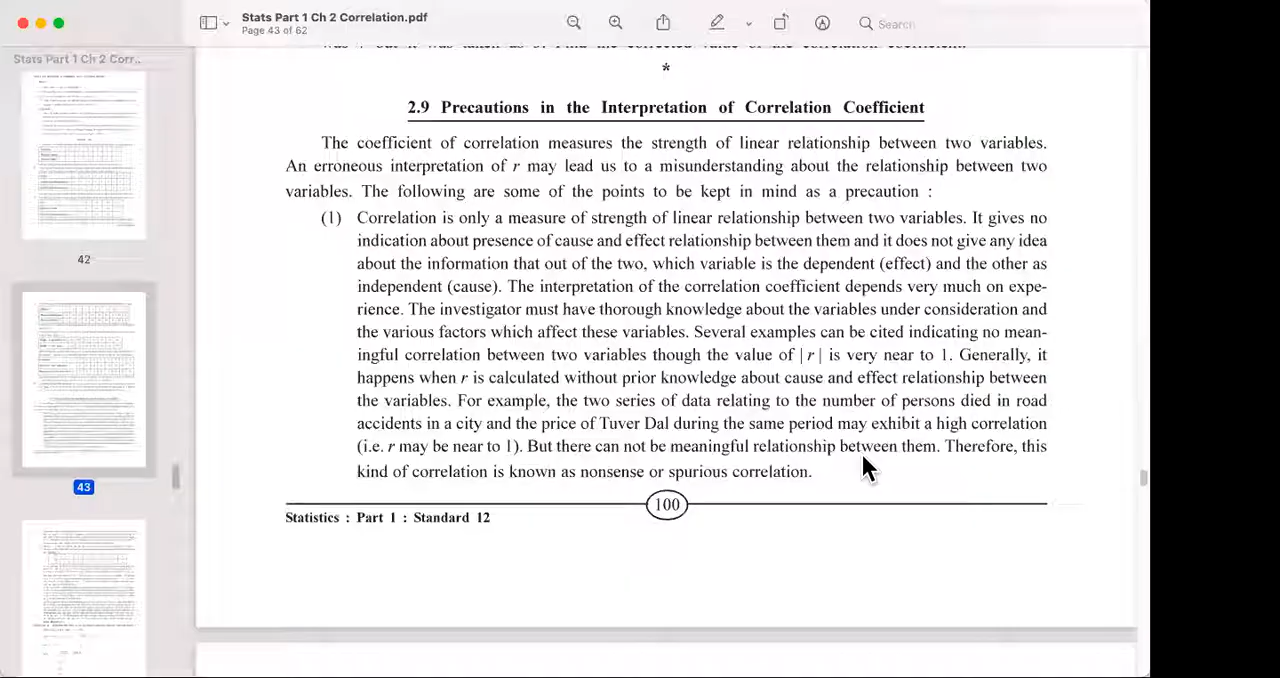 Stats Part 1 Ch 2 Correlation.pdf
Page 43 of 62
Search
Stats Part 1 Ch 2 Corr...
42
43
*
2.9 Precautions in the Interpretation of Correlation Coefficient
The coefficient of correlation measures the strength of linear relationship between two variables.
An erroneous interpretation may lead us to a misunderstanding about the relation between two
variables. The following are some of the points to be kept in mind as a precaution.
(1) Correlation is only a measure of strength of linear relationship between two variables. It gives no
indication about presence of cause and effect relationship between them and it does not give any idea
about the information that out of the two, which variable is the dependent (effect) and the other as
independent (cause). The interpretation of the correlation coefficient depends very much on expe-
rience. The investigator must have thorough knowledge about the variables under consideration and
the various factors which affect these variables. Several examples can be cited indicating no mean-
ingful correlation between two variables though the value of |r| is very near to 1. Generally, it
happens when r is calculated without prior knowledge of the cause and effect relationship between
the variables. For example, the two series of data relating to the number of persons died in road
accidents in a city and the price of Tuver Dal during the same time may exhibit a high correlation
(i.e. r may be near to 1). But there can not be meaningful relationship between them. Therefore, this
kind of correlation is known as nonsense or spurious correlation.
100
Statistics : Part 1 : Standard 12